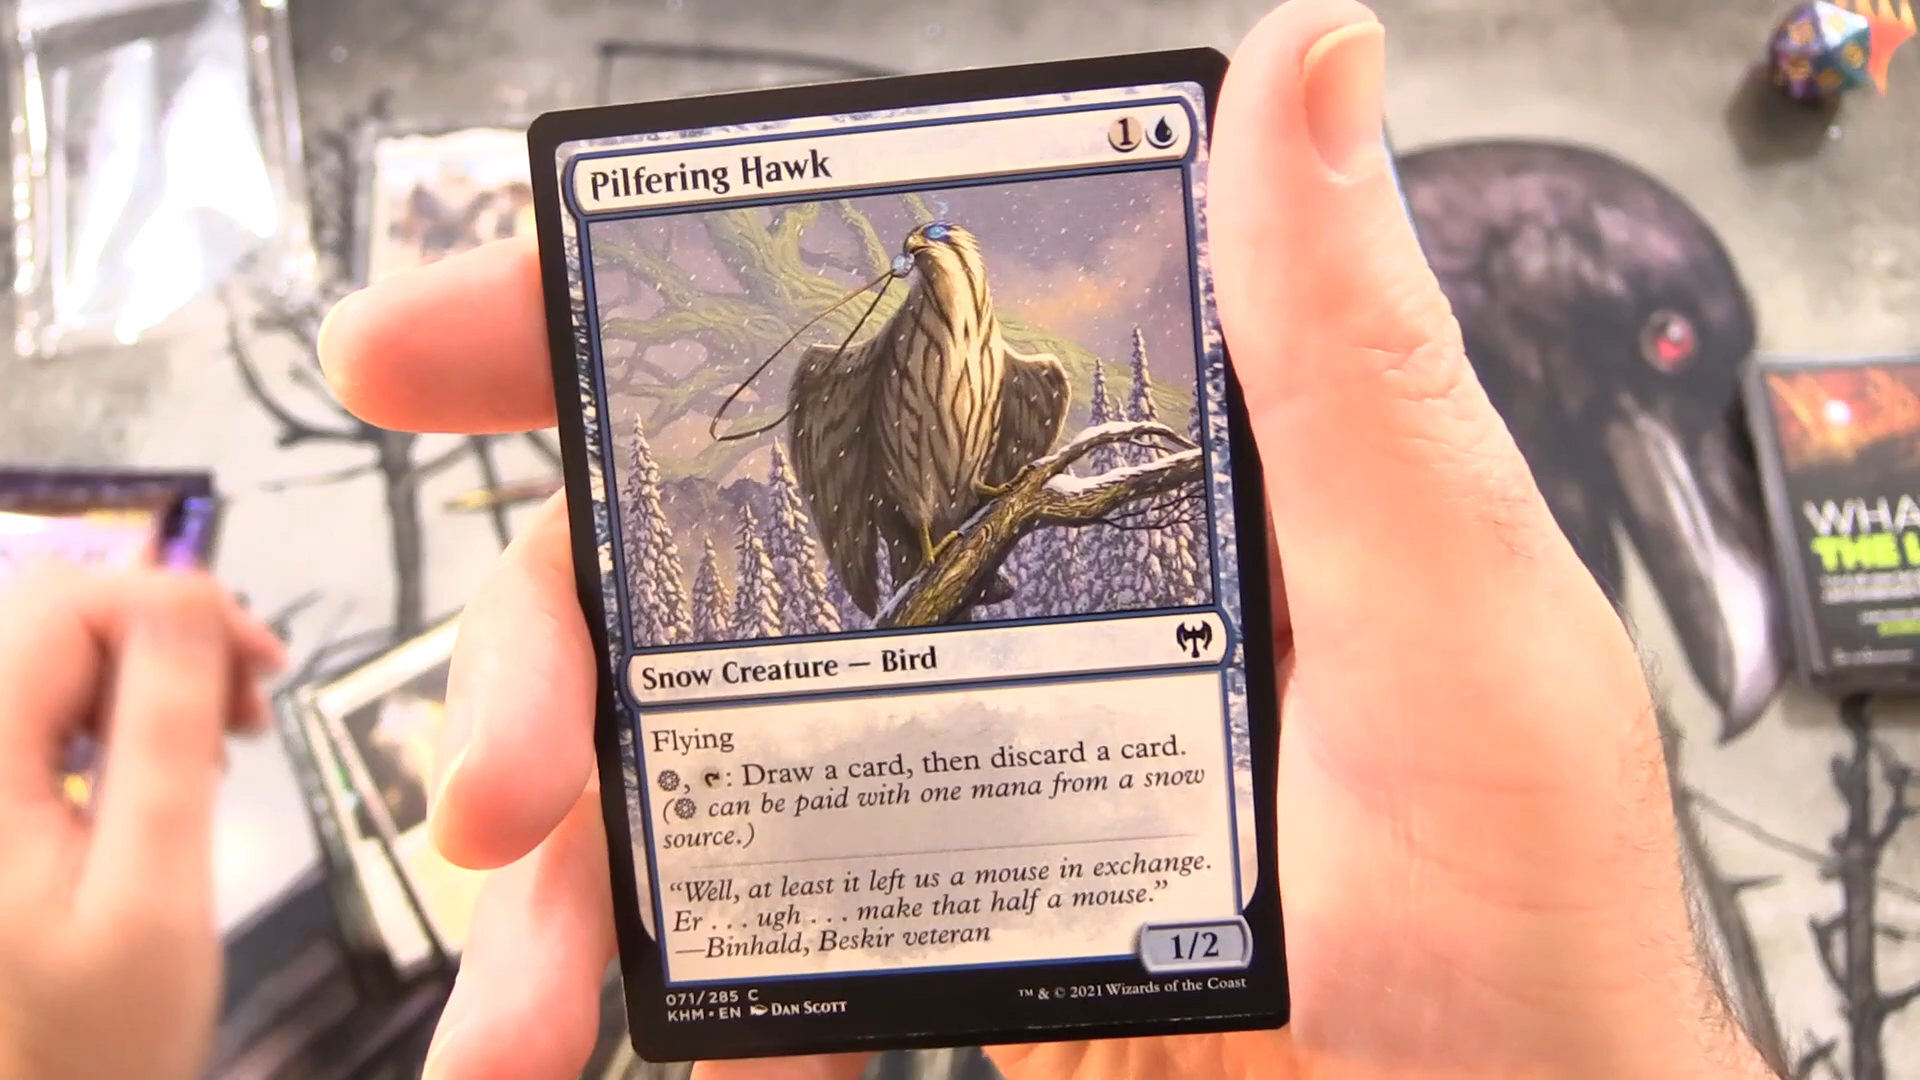 Pilfering Hawk
1
Snow Creature — Bird
Flying
, : Draw a card, then discard a card.
( can be paid with one mana from a snow
source.)
“Well, at least it left us a mouse in exchange.
Er . . . ugh . . . make that half a mouse.”
—Binhald, Beskir veteran
1/2
071/285 C
KHM • EN DAN SCOTT
™ & © 2021 Wizards of the Coast
WHA
THE L